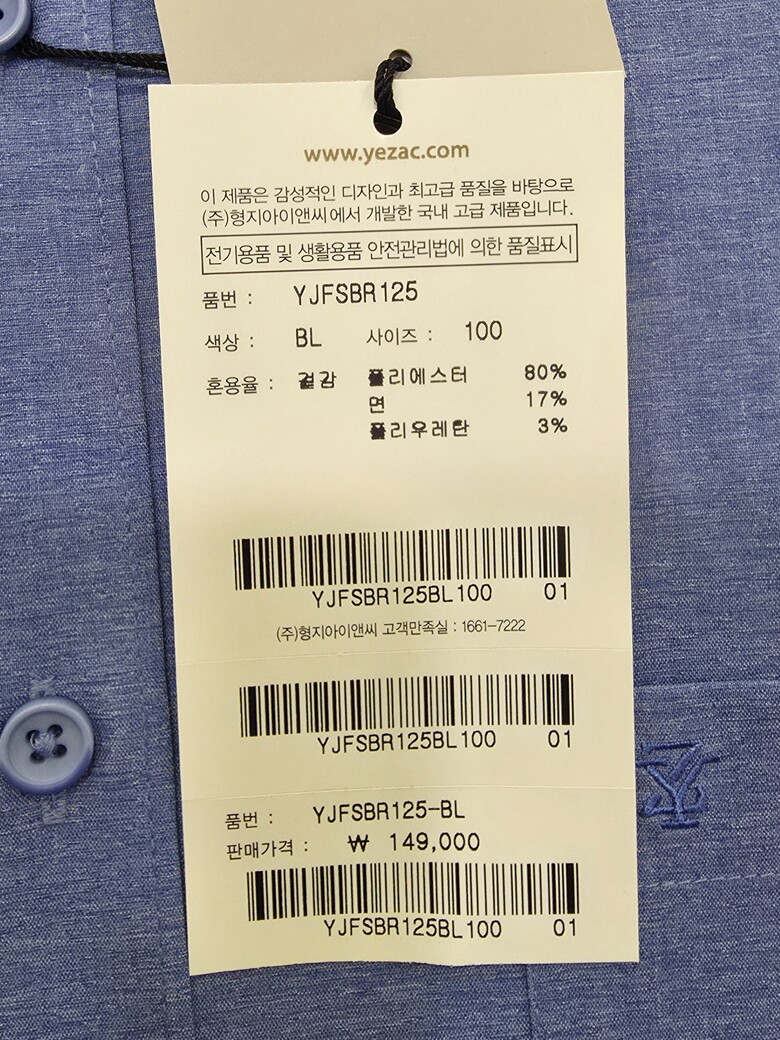 www.yezac.com
이 제품은 감성적인 디자인과 최고급 품질을 바탕으로
(주)형지아이앤씨에서 개발한 국내 고급 제품입니다.
전기용품 및 생활용품 안전관리법에 의한 품질표시
품번 : YJFSBR125
색상 : BL 사이즈 : 100
혼용율 : 겉감 폴리에스터 80%
면 17%
폴리우레탄 3%
YJFSBR125BL100 01
(주)형지아이앤씨 고객만족실 : 1661-7222
YJFSBR125BL100 01
품번 : YJFSBR125-BL
판매가격 : ₩ 149,000
YJFSBR125BL100 01